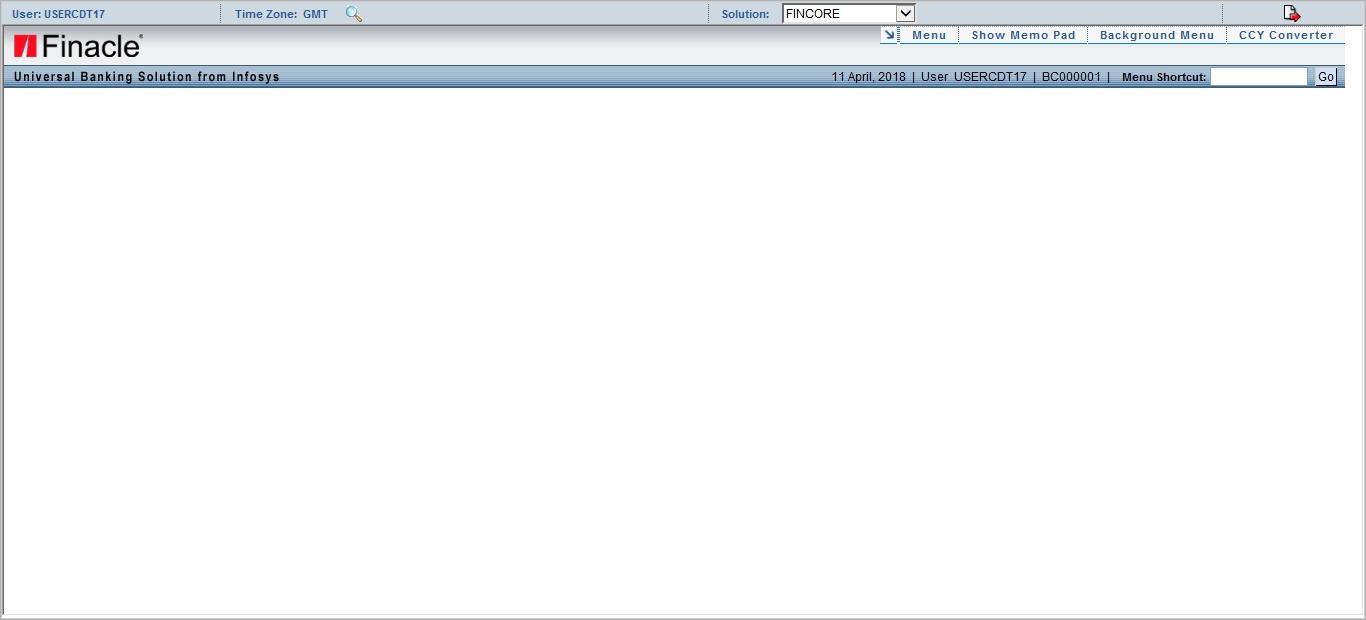 User: USERCDT17 Time Zone: GMT Solution: FINCORE
Finacle® Menu Show Memo Pad Background Menu CCY Converter
Universal Banking Solution from Infosys 11 April, 2018 | User USERCDT17 | BC000001 | Menu Shortcut: Go